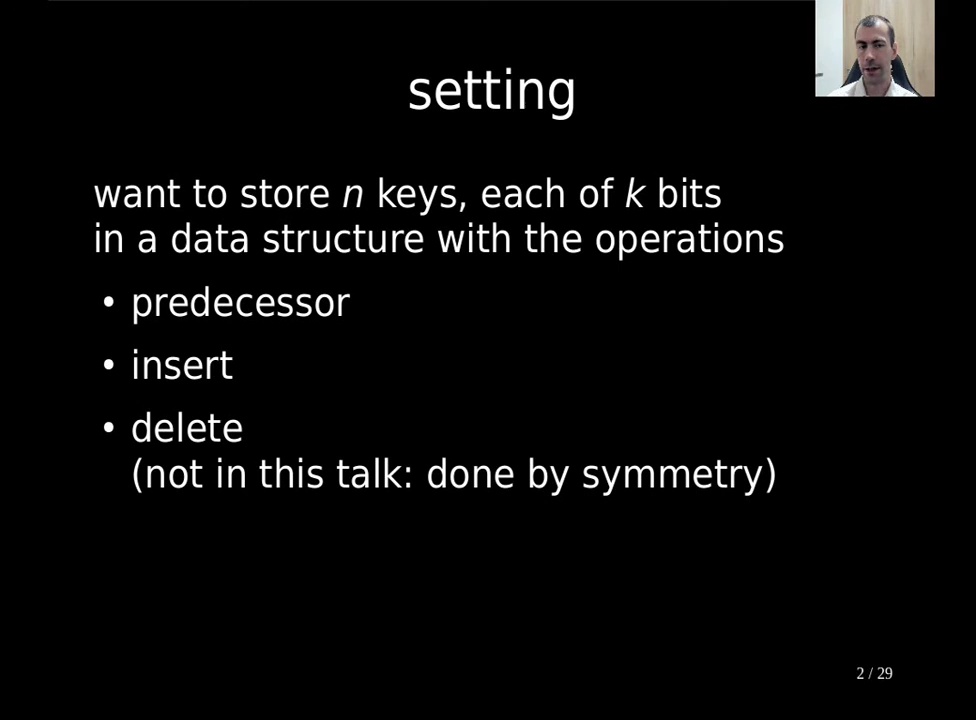 setting
want to store n keys, each of k bits
in a data structure with the operations
• predecessor
• insert
• delete
(not in this talk: done by symmetry)
2 / 29